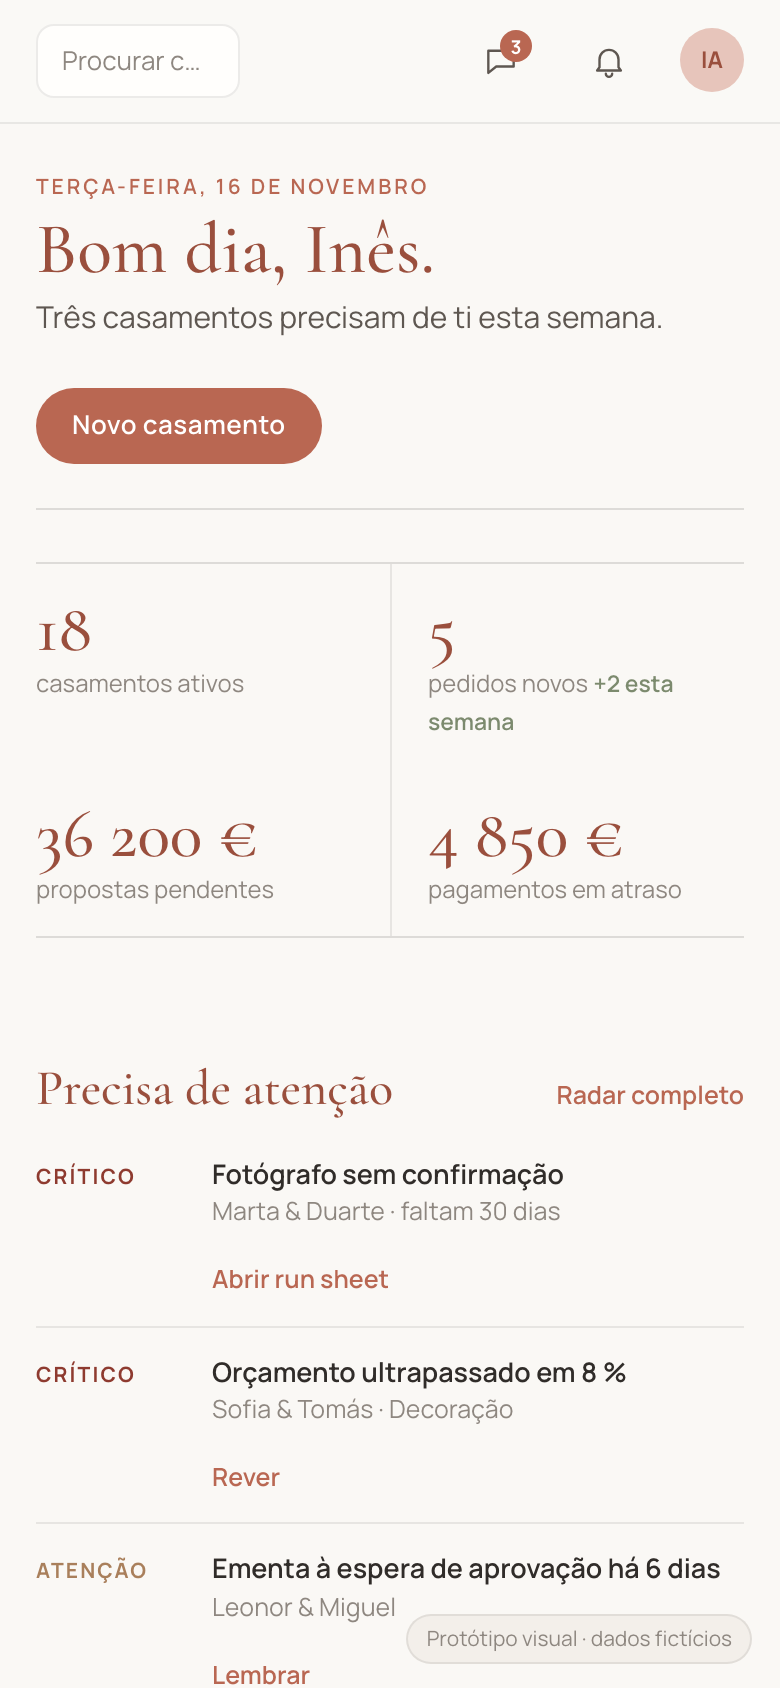 Procurar c...
3
IA
TERÇA-FEIRA, 16 DE NOVEMBRO
Bom dia, Inês.
Três casamentos precisam de ti esta semana.
Novo casamento
18
casamentos ativos
5
pedidos novos +2 esta
semana
36 200 €
propostas pendentes
4 850 €
pagamentos em atraso
Precisa de atenção
Radar completo
CRÍTICO
Fotógrafo sem confirmação
Marta & Duarte · faltam 30 dias
Abrir run sheet
CRÍTICO
Orçamento ultrapassado em 8 %
Sofia & Tomás · Decoração
Rever
ATENÇÃO
Ementa à espera de aprovação há 6 dias
Leonor & Miguel
Protótipo visual · dados fictícios
Lembrar